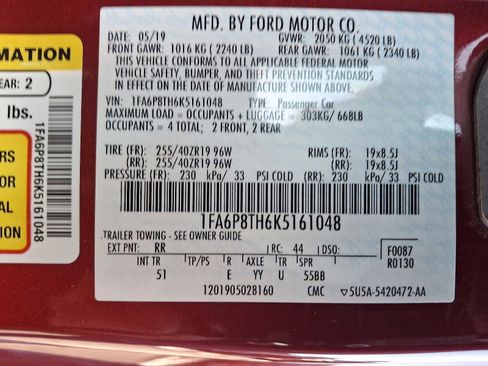 MATION
EAR: 2
lbs.
1FA6P8TH6K5161048
RS
OR
AL
ON
MFD. BY FORD MOTOR CO.
05/19 GVWR: 2050 KG ( 4520 LB)
FRONT GAWR: 1016 KG ( 2240 LB) REAR GAWR: 1061 KG ( 2340 LB)
THIS VEHICLE CONFORMS TO ALL APPLICABLE FEDERAL MOTOR
VEHICLE SAFETY, BUMPER, AND THEFT PREVENTION STANDARDS
IN EFFECT ON THE DATE OF MANUFACTURE SHOWN ABOVE.
VIN: 1FA6P8TH6K5161048 TYPE: Passenger Car
MAXIMUM LOAD = OCCUPANTS + LUGGAGE = 303KG/ 668LB
OCCUPANTS = 4 TOTAL; 2 FRONT, 2 REAR
TIRE (FR): 255/40ZR19 96W RIMS (FR): 19x8.5J
(RR): 255/40ZR19 96W (RR): 19x8.5J
PRESSURE (FR): 230 kPa/ 33 PSI COLD (RR) 230 kPa/ 33 PSI COLD
1FA6P8TH6K5161048
TRAILER TOWING - SEE OWNER GUIDE
EXT PNT: RR RC: 44 DSO: F0087
INT TR TP/PS R AXLE TR SPR R0130
51 E YY U 55BB
1201905028160 CMC ▽5U5A-5420472-AA